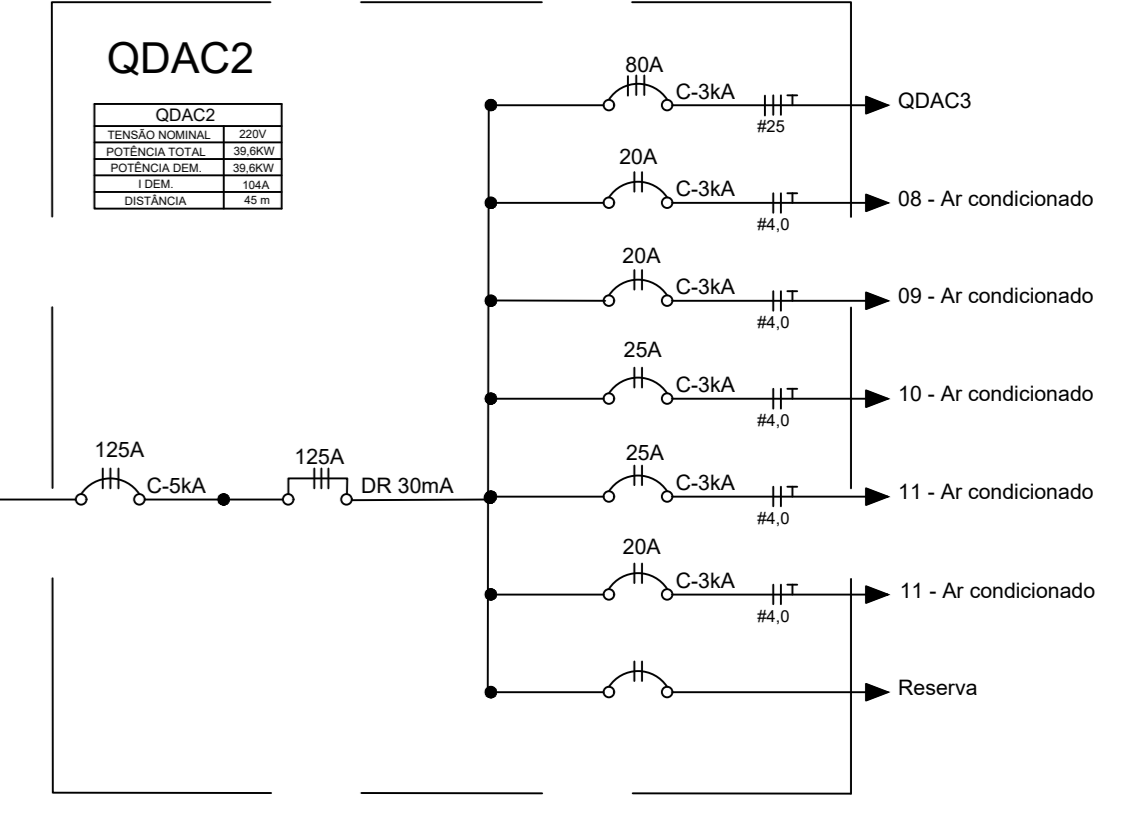 QDAC2
QDAC2
TENSÃO NOMINAL 220V
POTÊNCIA TOTAL 39,6KW
POTÊNCIA DEM. 39,6KW
I DEM. 104A
DISTÂNCIA 45 m
125A
C-5kA
125A
DR 30mA
80A
C-3kA
T
#25
QDAC3
20A
C-3kA
T
#4,0
08 - Ar condicionado
20A
C-3kA
T
#4,0
09 - Ar condicionado
25A
C-3kA
T
#4,0
10 - Ar condicionado
25A
C-3kA
T
#4,0
11 - Ar condicionado
20A
C-3kA
T
#4,0
11 - Ar condicionado
Reserva